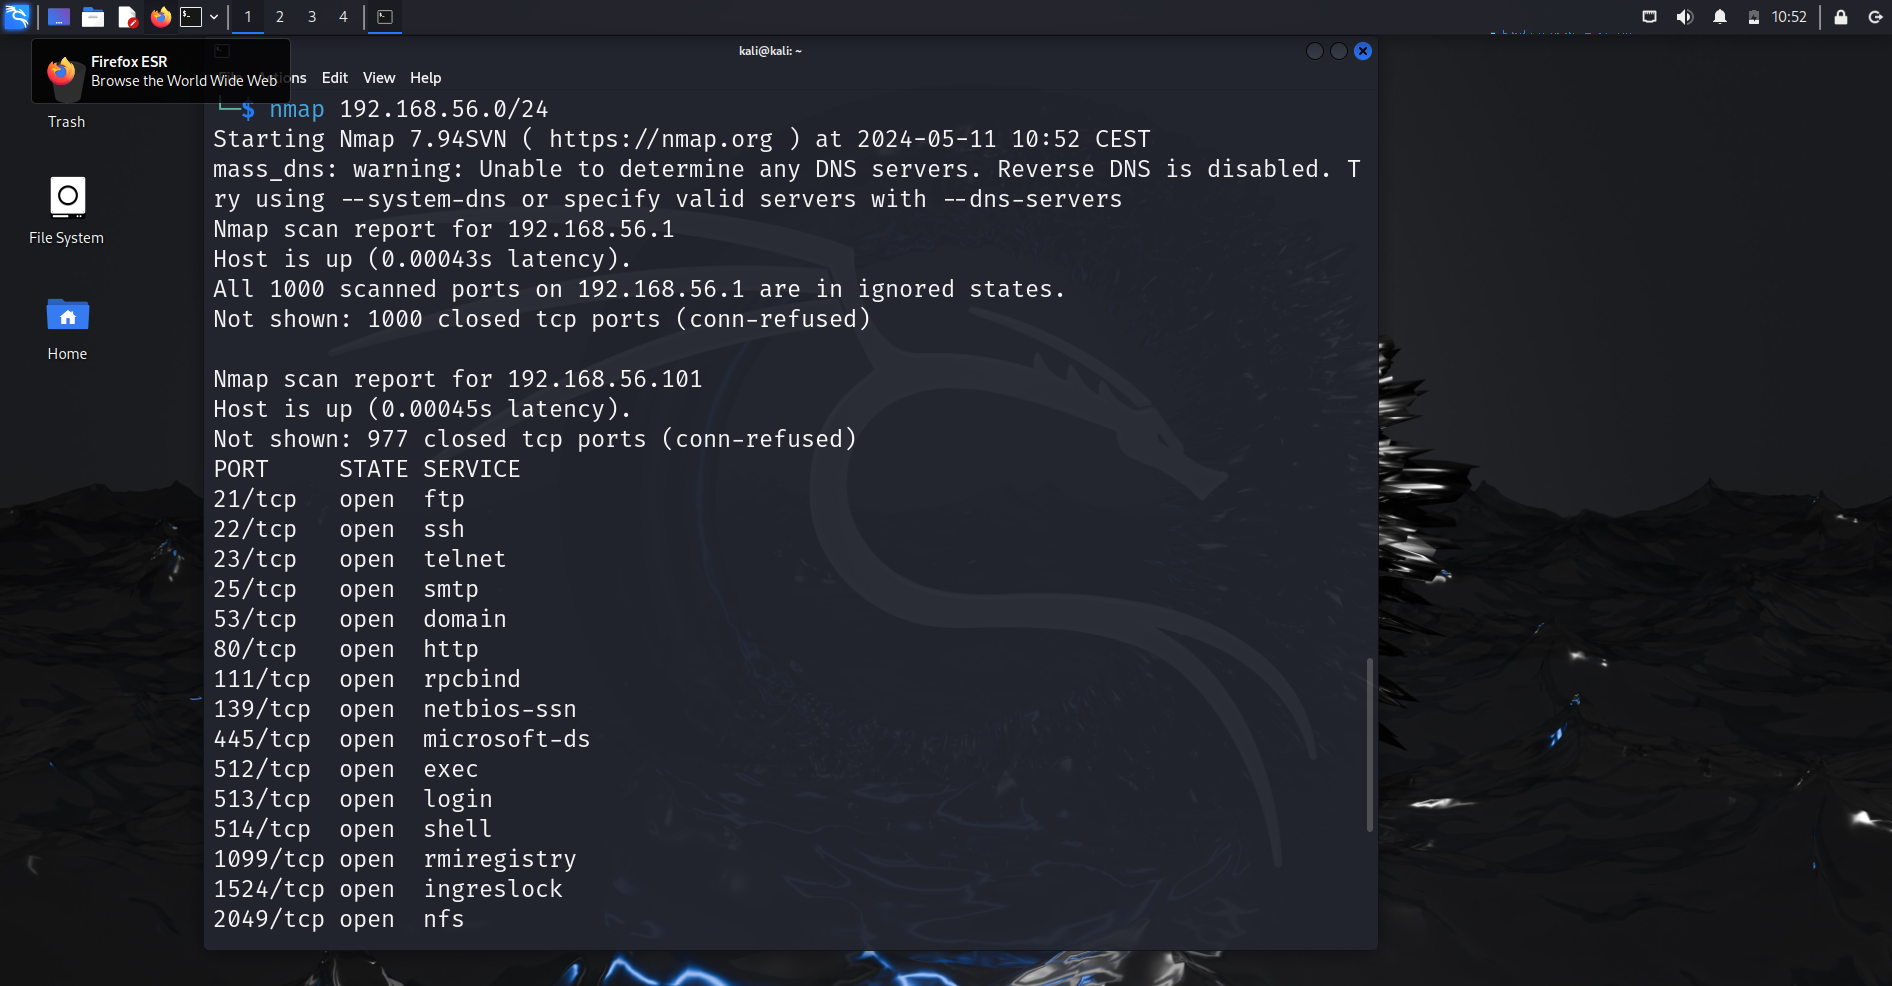 1 2 3 4
10:52
kali@kali: ~
Firefox ESR
Browse the World Wide Web
Edit View Help
Trash
File System
Home
└─$ nmap 192.168.56.0/24
Starting Nmap 7.94SVN ( https://nmap.org ) at 2024-05-11 10:52 CEST
mass_dns: warning: Unable to determine any DNS servers. Reverse DNS is disabled. T
ry using --system-dns or specify valid servers with --dns-servers
Nmap scan report for 192.168.56.1
Host is up (0.00043s latency).
All 1000 scanned ports on 192.168.56.1 are in ignored states.
Not shown: 1000 closed tcp ports (conn-refused)
Nmap scan report for 192.168.56.101
Host is up (0.00045s latency).
Not shown: 977 closed tcp ports (conn-refused)
PORT STATE SERVICE
21/tcp open ftp
22/tcp open ssh
23/tcp open telnet
25/tcp open smtp
53/tcp open domain
80/tcp open http
111/tcp open rpcbind
139/tcp open netbios-ssn
445/tcp open microsoft-ds
512/tcp open exec
513/tcp open login
514/tcp open shell
1099/tcp open rmiregistry
1524/tcp open ingreslock
2049/tcp open nfs